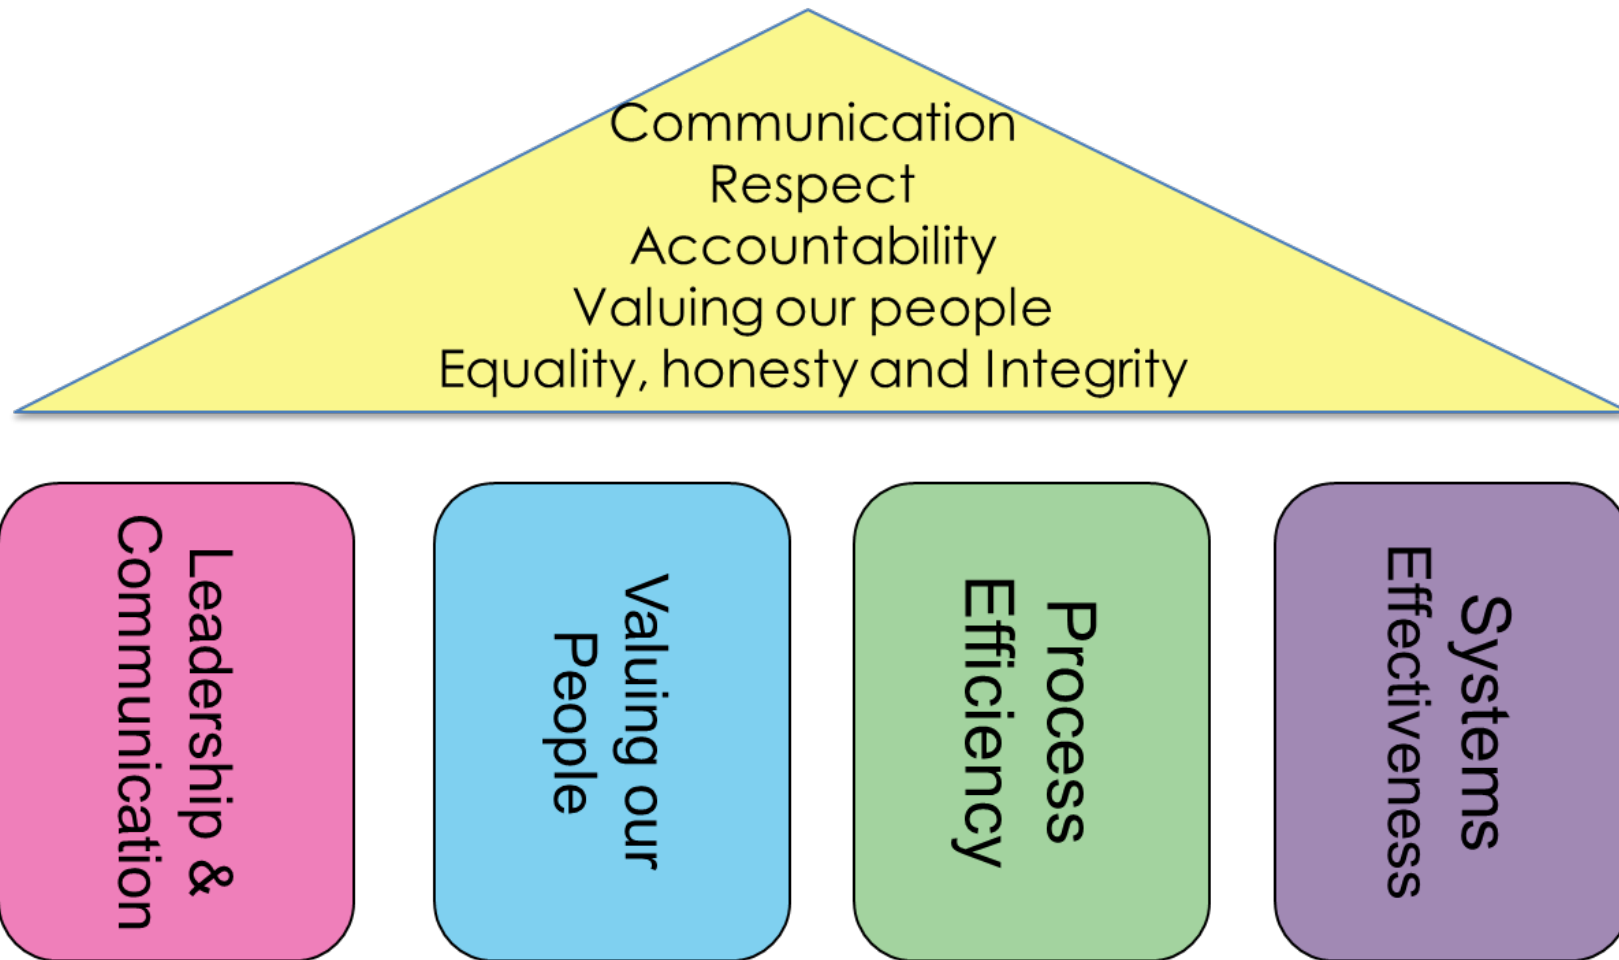 Communication
Respect
Accountability
Valuing our people
Equality, honesty and Integrity
Leadership &
Communication
Valuing our
People
Process
Efficiency
Systems
Effectiveness